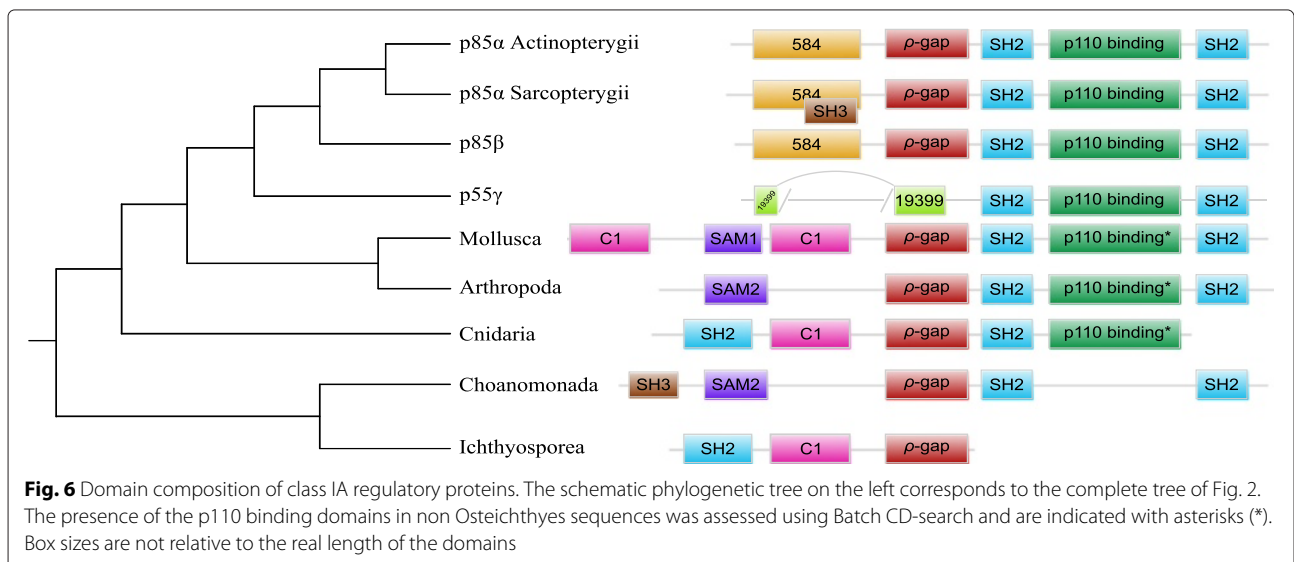 p85α Actinopterygii 584 ρ-gap SH2 p110 binding SH2
p85α Sarcopterygii 584 ρ-gap SH2 p110 binding SH2
SH3
p85β 584 ρ-gap SH2 p110 binding SH2
p55γ 19399 19399 SH2 p110 binding SH2
Mollusca C1 SAM1 C1 ρ-gap SH2 p110 binding* SH2
Arthropoda SAM2 ρ-gap SH2 p110 binding* SH2
Cnidaria SH2 C1 ρ-gap SH2 p110 binding*
Choanomonada SH3 SAM2 ρ-gap SH2 SH2
Ichthyosporea SH2 C1 ρ-gap
Fig. 6 Domain composition of class IA regulatory proteins. The schematic phylogenetic tree on the left corresponds to the complete tree of Fig. 2.
The presence of the p110 binding domains in non Osteichthyes sequences was assessed using Batch CD-search and are indicated with asterisks (*).
Box sizes are not relative to the real length of the domains